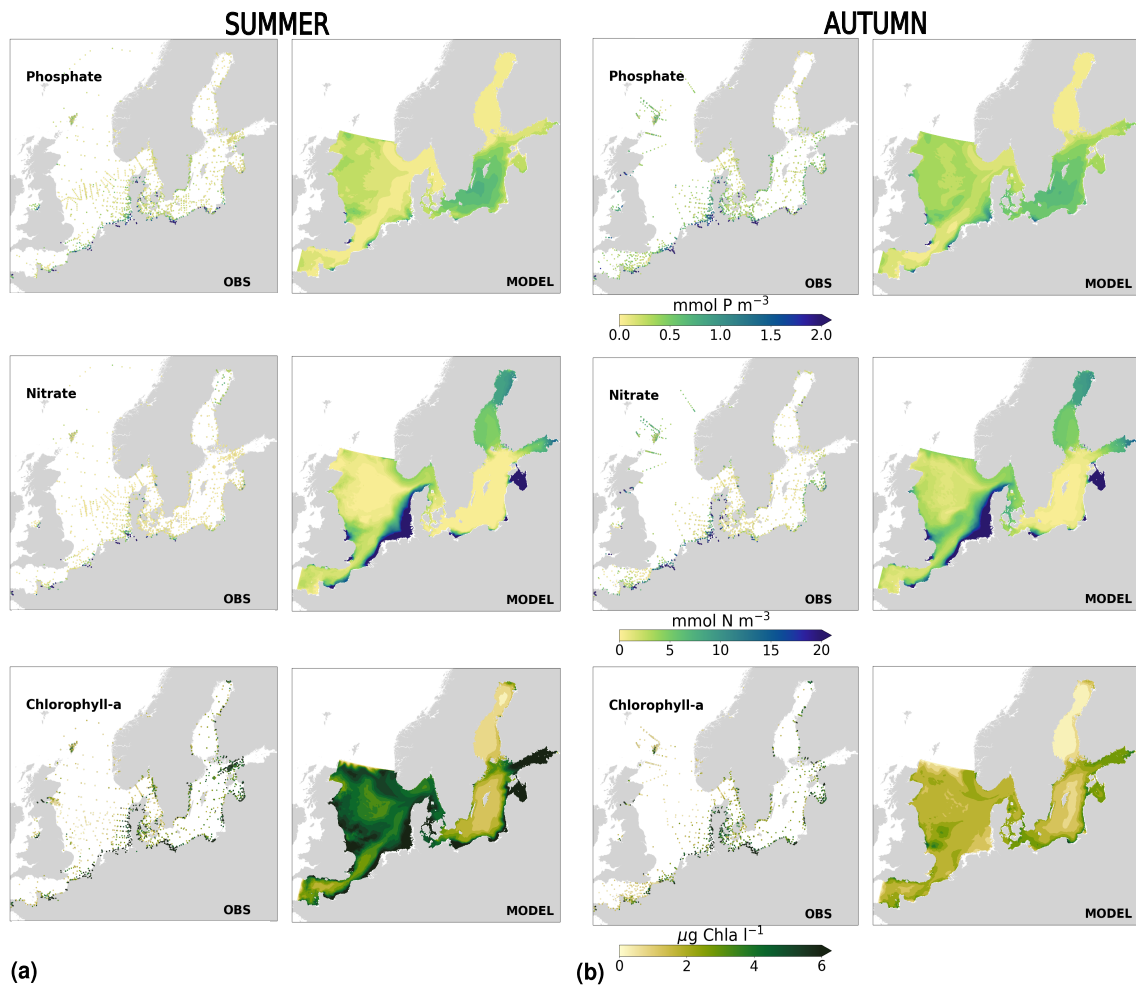 SUMMER
AUTUMN
Phosphate
OBS
MODEL
Phosphate
OBS
MODEL
mmol P m⁻³
0.0 0.5 1.0 1.5 2.0
Nitrate
OBS
MODEL
Nitrate
OBS
MODEL
mmol N m⁻³
0 5 10 15 20
Chlorophyll-a
OBS
MODEL
Chlorophyll-a
OBS
MODEL
μg Chla l⁻¹
0 2 4 6
(a)
(b)